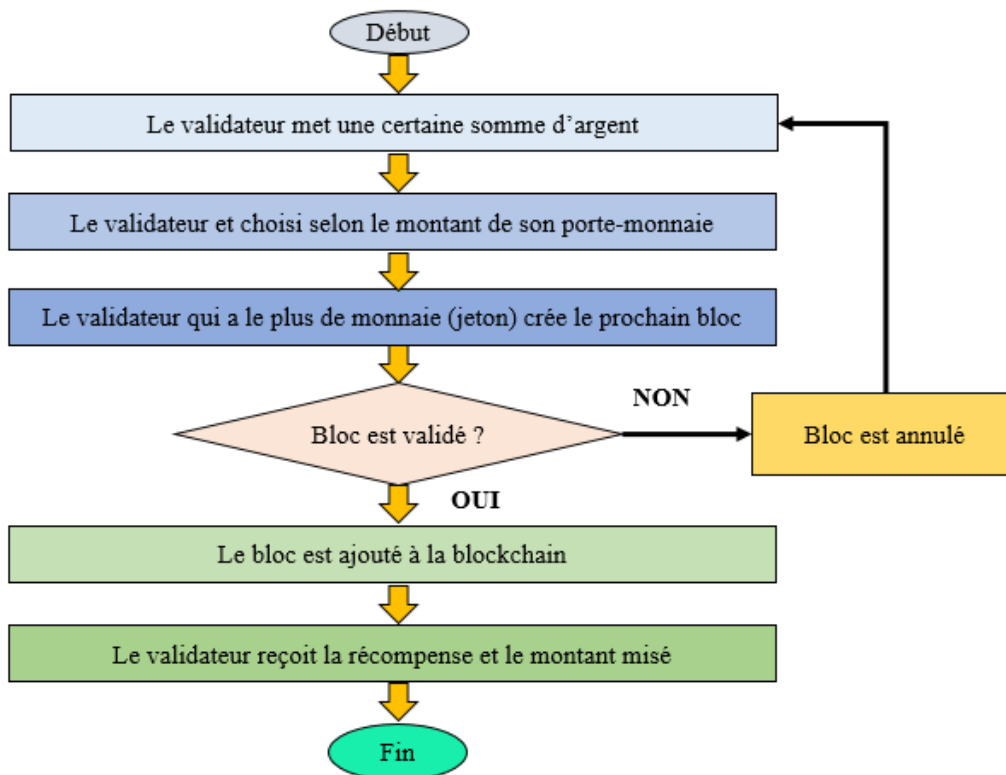 Début
Le validateur met une certaine somme d’argent
Le validateur et choisi selon le montant de son porte-monnaie
Le validateur qui a le plus de monnaie (jeton) crée le prochain bloc
NON
Bloc est validé ?
Bloc est annulé
OUI
Le bloc est ajouté à la blockchain
Le validateur reçoit la récompense et le montant misé
Fin